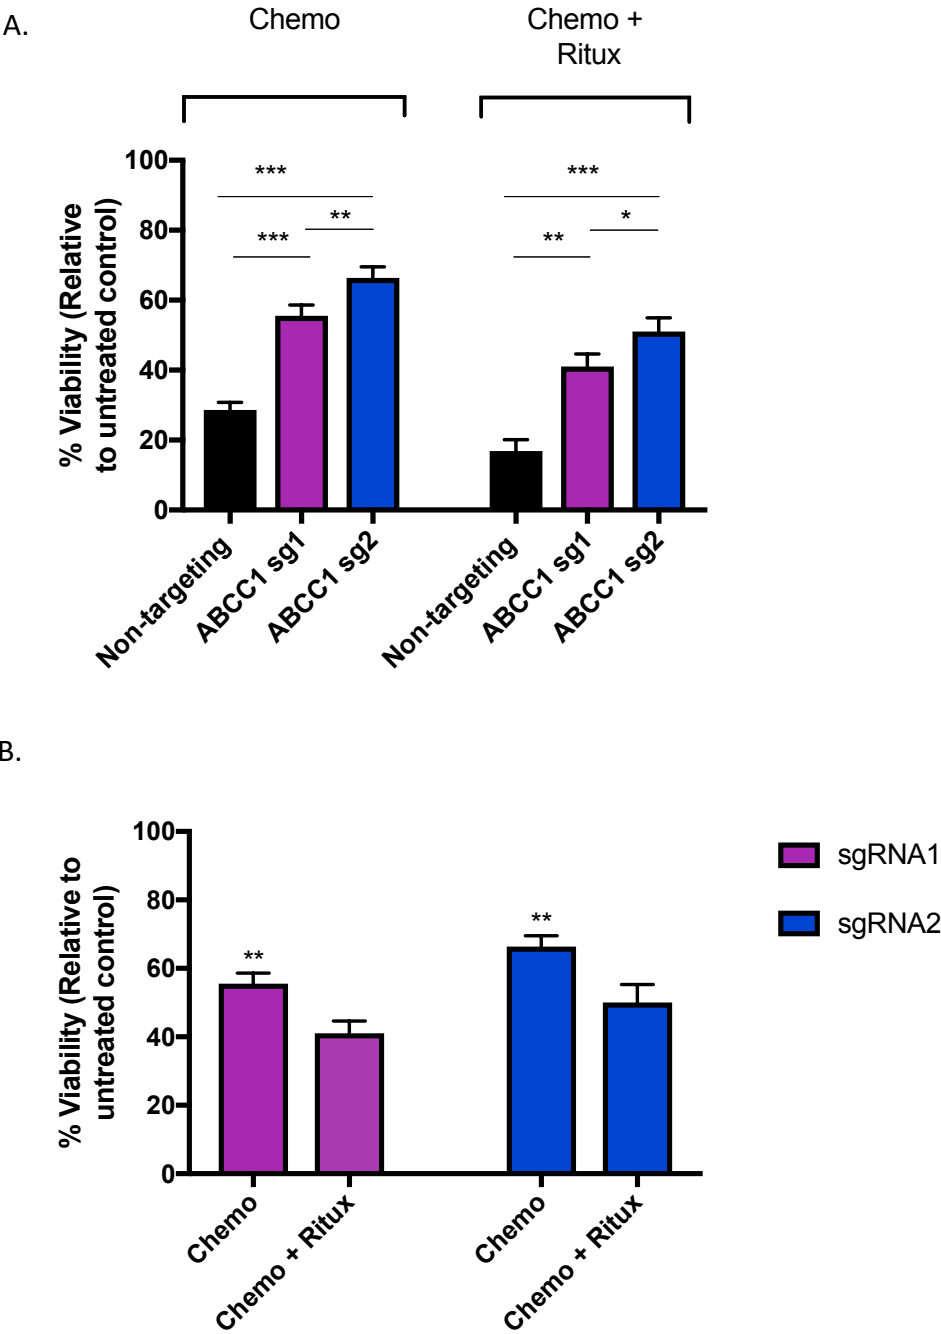 A.
Chemo
Chemo +
Ritux
% Viability (Relative
to untreated control)
100
80
60
40
20
0
***
**
***
***
*
**
Non-targeting
ABCC1 sg1
ABCC1 sg2
Non-targeting
ABCC1 sg1
ABCC1 sg2
B.
% Viability (Relative to
untreated control)
100
80
60
40
20
0
**
**
Chemo
Chemo + Ritux
Chemo
Chemo + Ritux
sgRNA1
sgRNA2